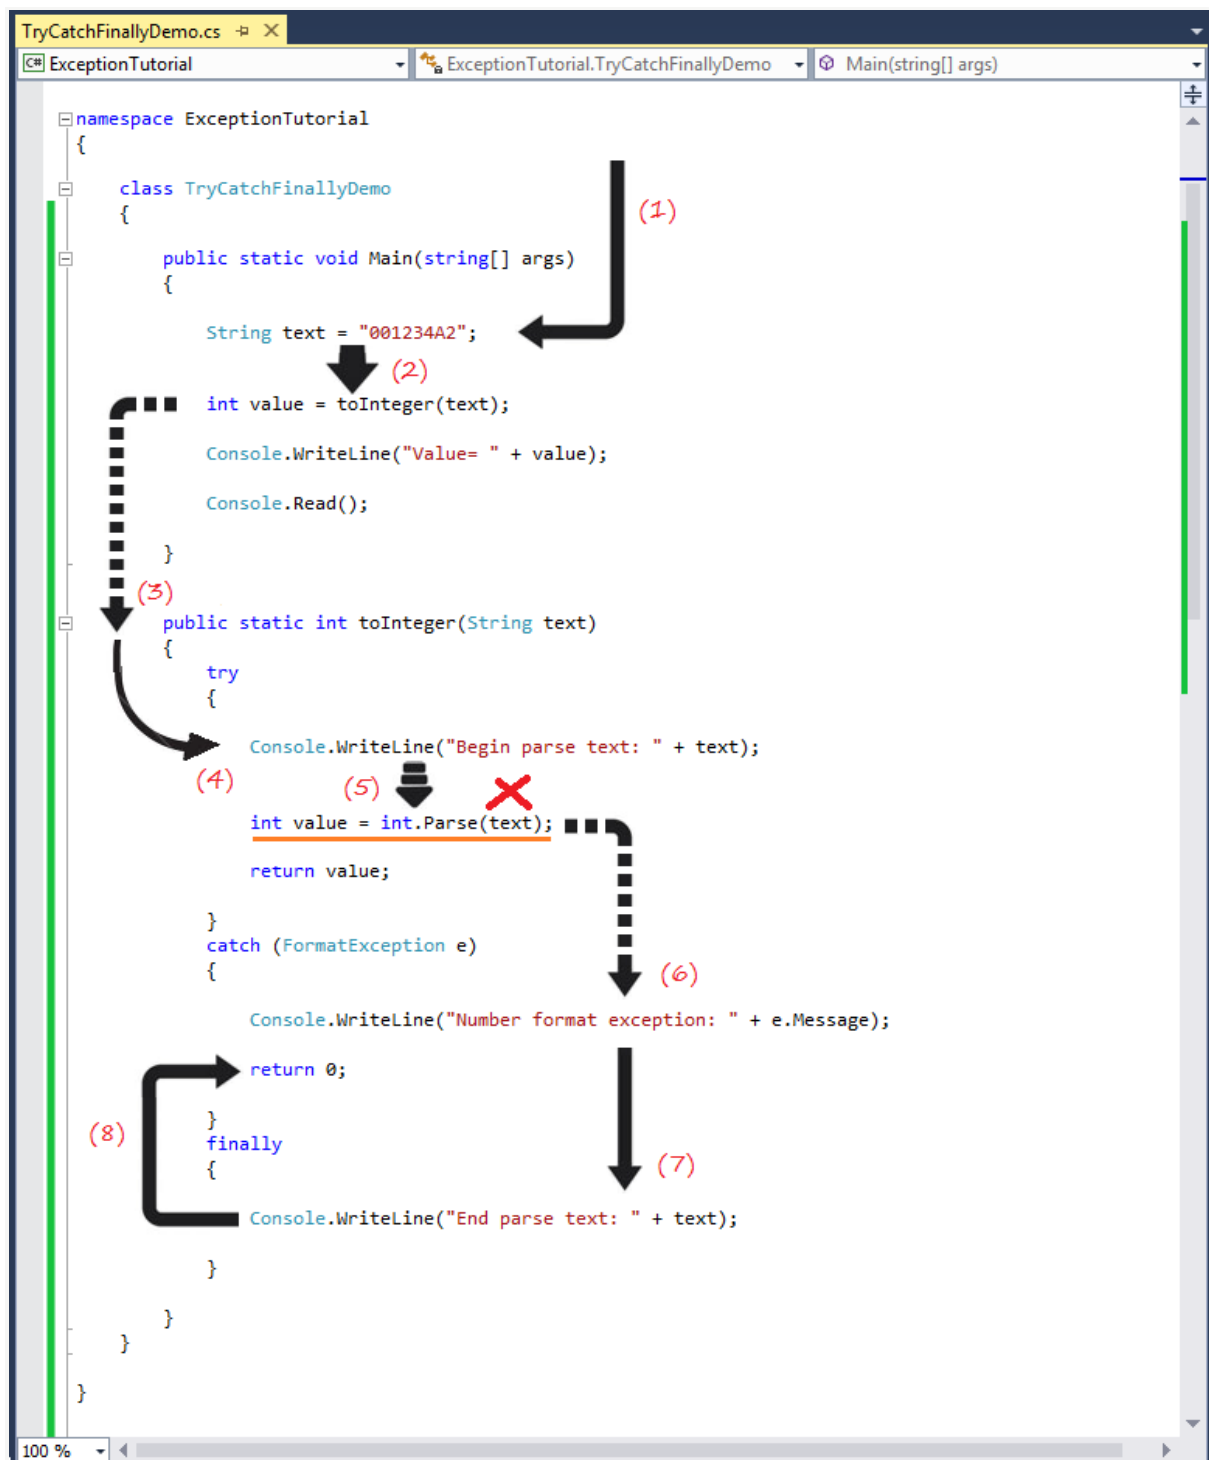 TryCatchFinallyDemo.cs
C# ExceptionTutorial ExceptionTutorial.TryCatchFinallyDemo Main(string[] args)
namespace ExceptionTutorial
{
class TryCatchFinallyDemo
{
(1)
public static void Main(string[] args)
{
String text = "001234A2";
(2)
int value = toInteger(text);
Console.WriteLine("Value= " + value);
Console.Read();
}
(3)
public static int toInteger(String text)
{
try
{
Console.WriteLine("Begin parse text: " + text);
(4)
(5)
int value = int.Parse(text);
return value;
}
catch (FormatException e)
{
(6)
Console.WriteLine("Number format exception: " + e.Message);
return 0;
}
(8)
finally
{
(7)
Console.WriteLine("End parse text: " + text);
}
}
}
}
100 %